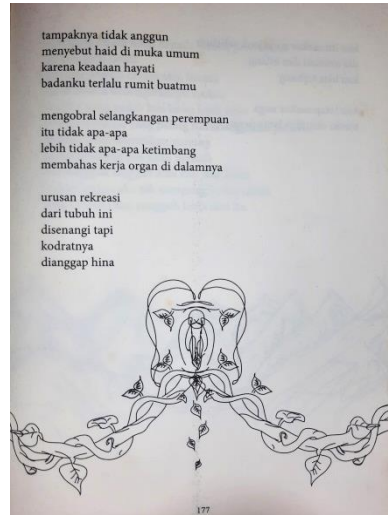 tampaknya tidak anggun
menyebut haid di muka umum
karena keadaan hayati
badanku terlalu rumit buatmu
mengobral selangkangan perempuan
itu tidak apa-apa
lebih tidak apa-apa ketimbang
membahas kerja organ di dalamnya
urusan rekreasi
dari tubuh ini
disenangi tapi
kodratnya
dianggap hina
177